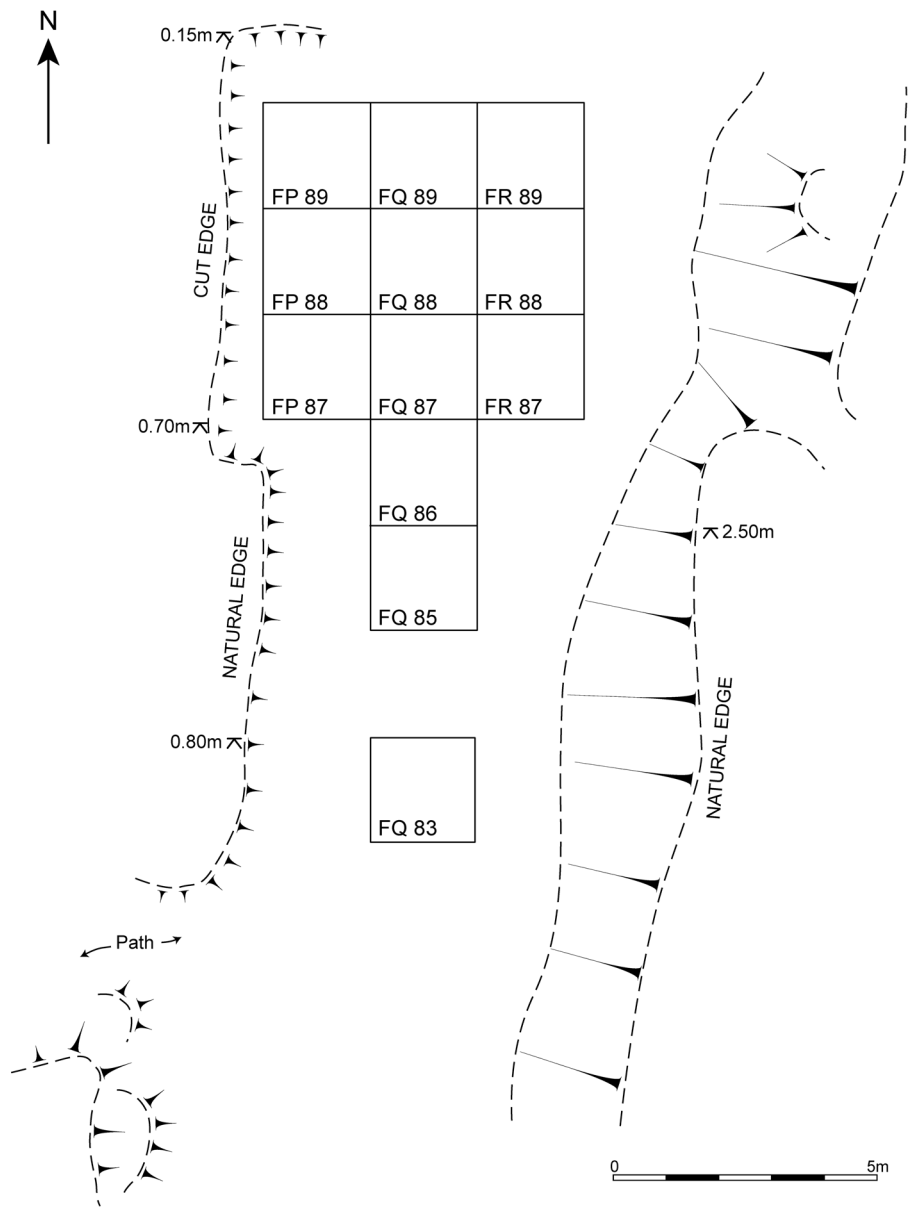 N
0.15m
FP 89 FQ 89 FR 89
CUT EDGE
FP 88 FQ 88 FR 88
FP 87 FQ 87 FR 87
0.70m
FQ 86
2.50m
NATURAL EDGE
FQ 85
NATURAL EDGE
0.80m
FQ 83
Path
0 5m